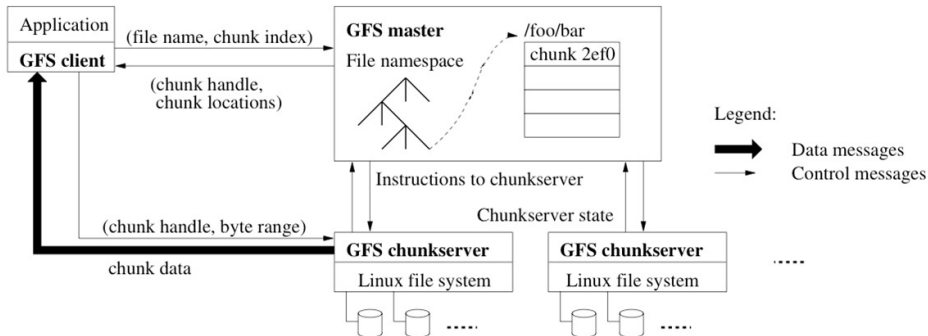 Application
GFS client
(file name, chunk index)
(chunk handle,
chunk locations)
GFS master
File namespace
/foo/bar
chunk 2ef0
Legend:
Data messages
Control messages
Instructions to chunkserver
Chunkserver state
(chunk handle, byte range)
chunk data
GFS chunkserver
Linux file system
GFS chunkserver
Linux file system